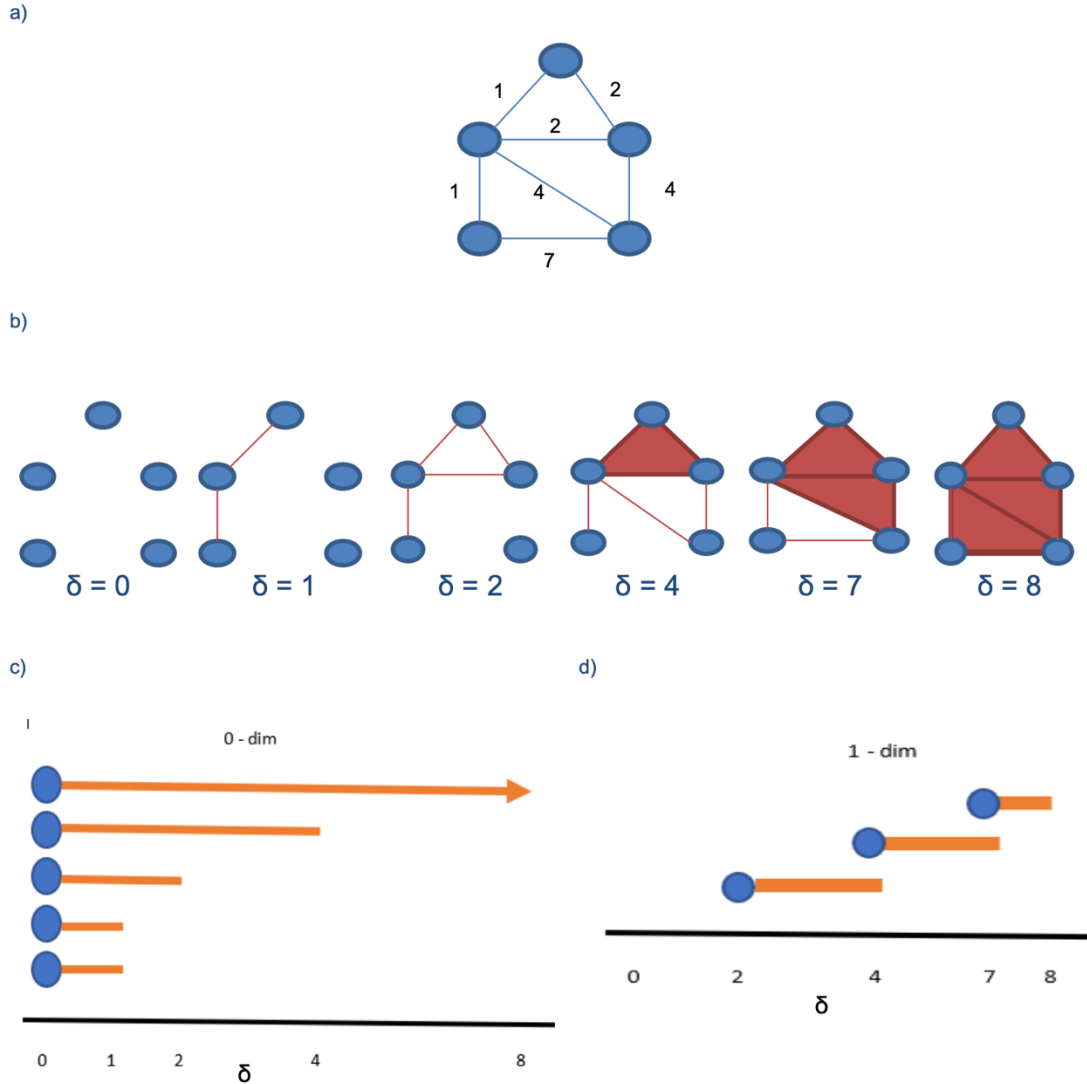 a)
1
2
2
1
4
4
7
b)
δ = 0
δ = 1
δ = 2
δ = 4
δ = 7
δ = 8
c)
d)
l
0 - dim
1 - dim
0 1 2 4 8
δ
0 2 4 7 8
δ